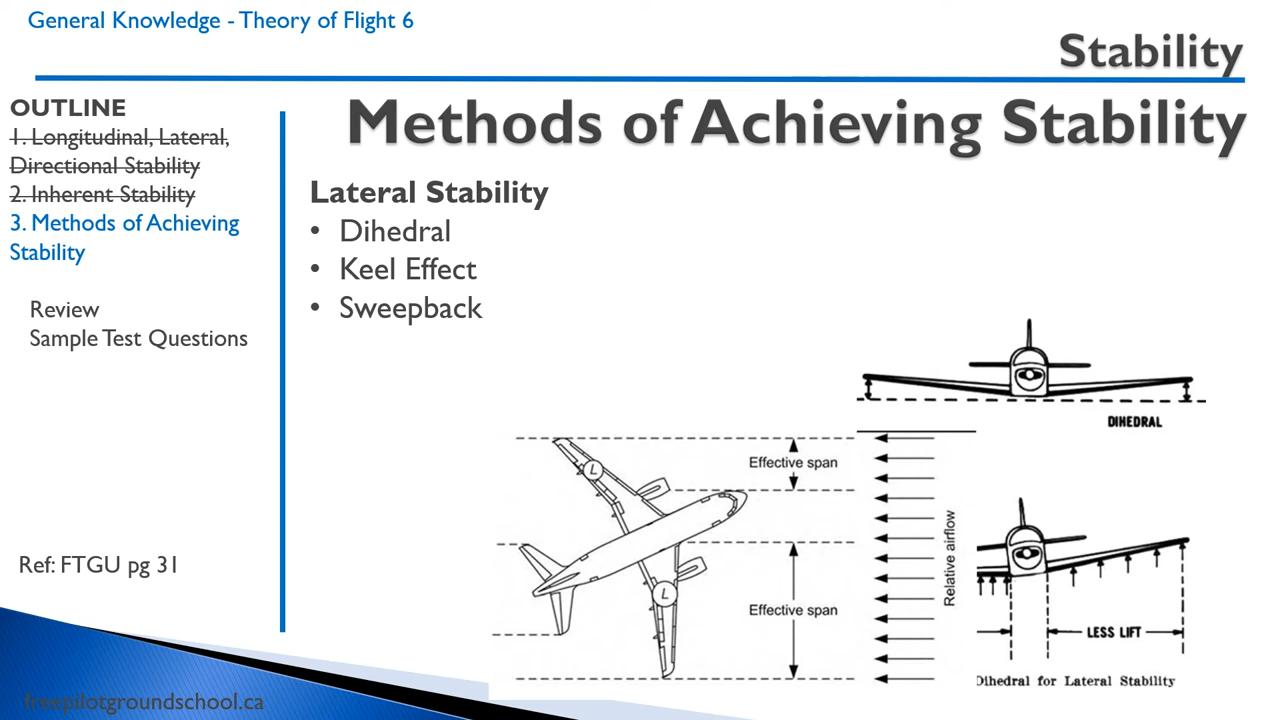 General Knowledge - Theory of Flight 6
Stability
OUTLINE
1. Longitudinal, Lateral,
Directional Stability
2. Inherent Stability
3. Methods of Achieving
Stability
Review
Sample Test Questions
Ref: FTGU pg 31
freepilotgroundschool.ca
Methods of Achieving Stability
Lateral Stability
• Dihedral
• Keel Effect
• Sweepback
DIHEDRAL
Effective span
L
L
Effective span
Relative airflow
LESS LIFT
Dihedral for Lateral Stability